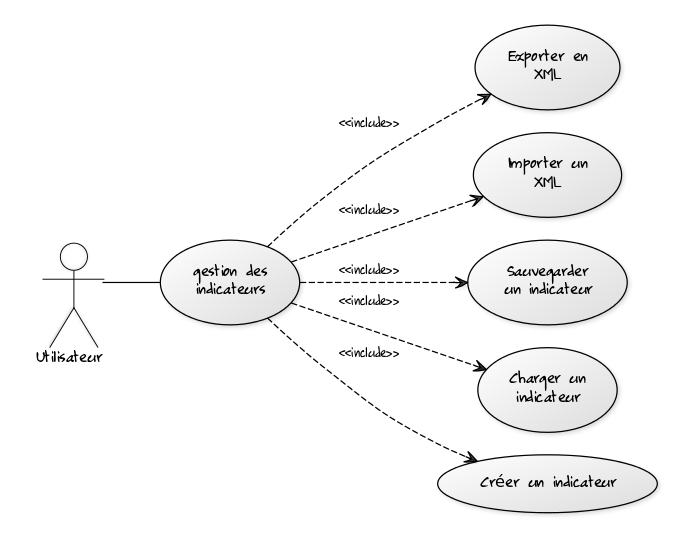 Exporter en
XML
<<include>>
Importer un
XML
<<include>>
gestion des
indicateurs
<<include>>
Sauvegarder
un indicateur
<<include>>
Utilisateur
<<include>>
Charger un
indicateur
Créer un indicateur